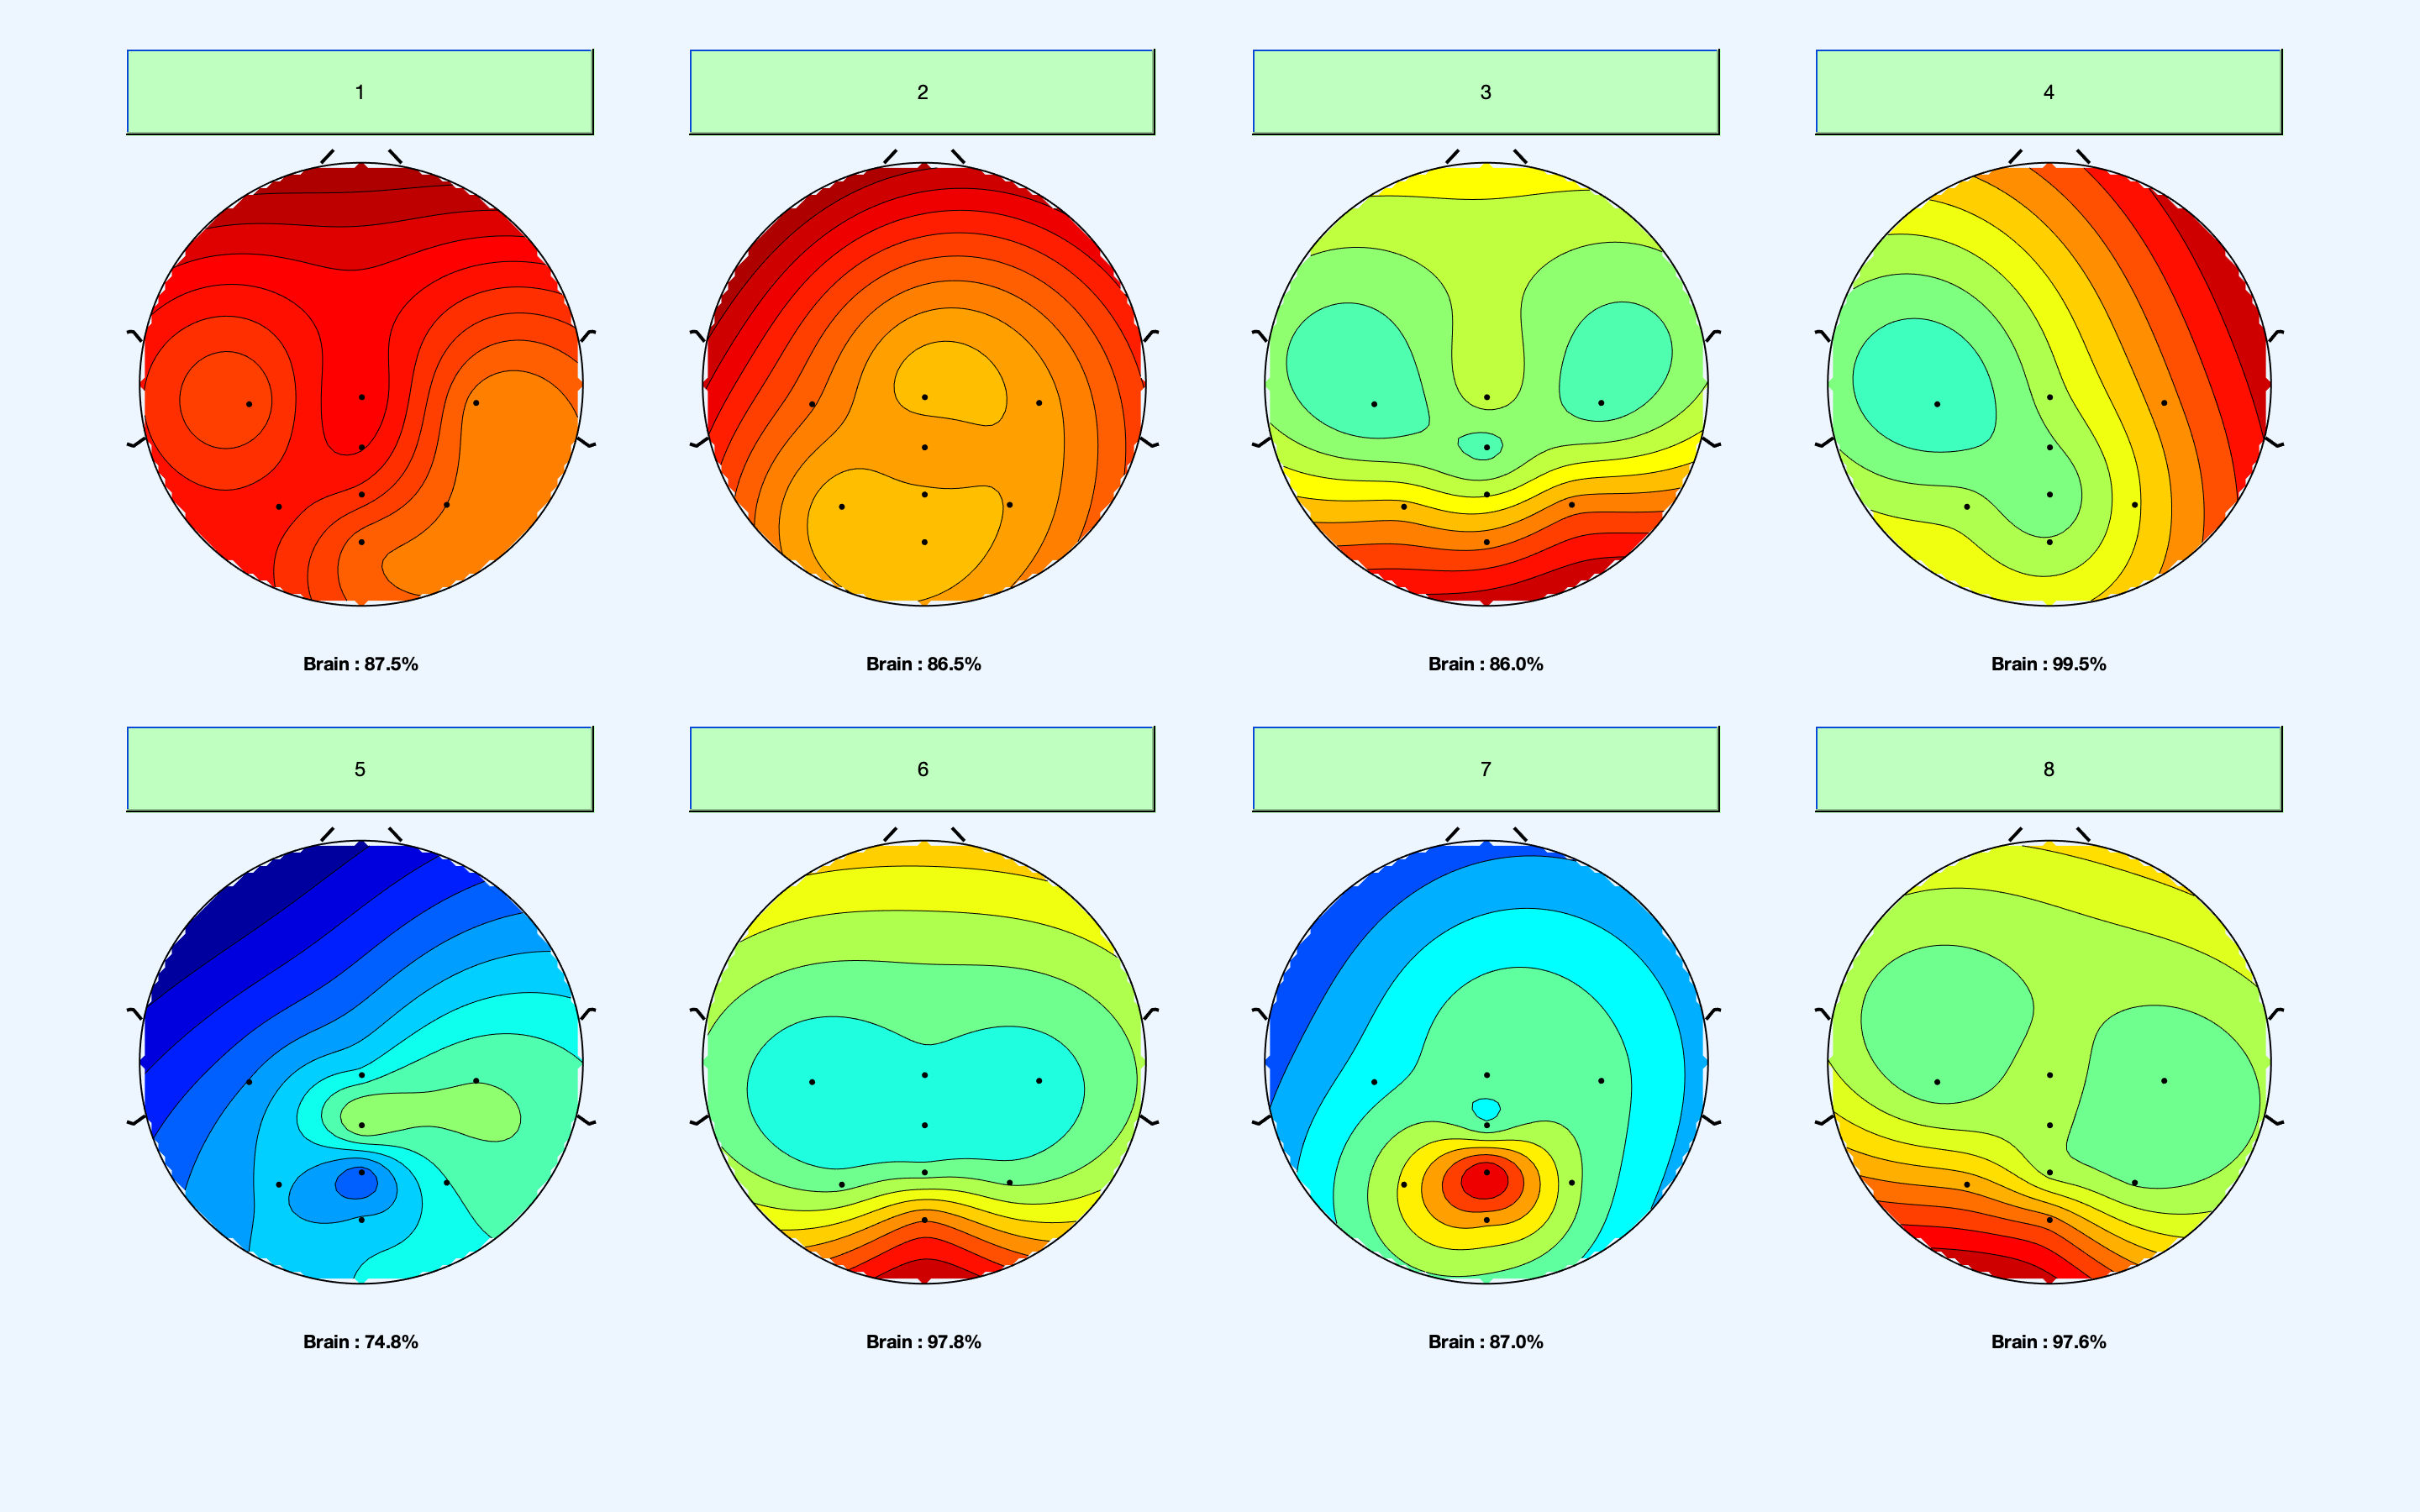 1
2
3
4
Brain : 87.5%
Brain : 86.5%
Brain : 86.0%
Brain : 99.5%
5
6
7
8
Brain : 74.8%
Brain : 97.8%
Brain : 87.0%
Brain : 97.6%